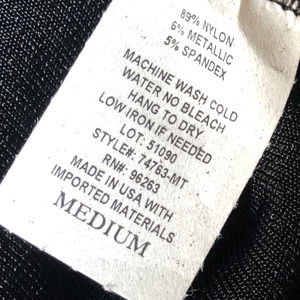 89% NYLON
6% METALLIC
5% SPANDEX
MACHINE WASH COLD
WATER NO BLEACH
HANG TO DRY
LOW IRON IF NEEDED
LOT: 51090
STYLE#: 74763-MT
RN#: 96263
MADE IN USA WITH
IMPORTED MATERIALS
MEDIUM